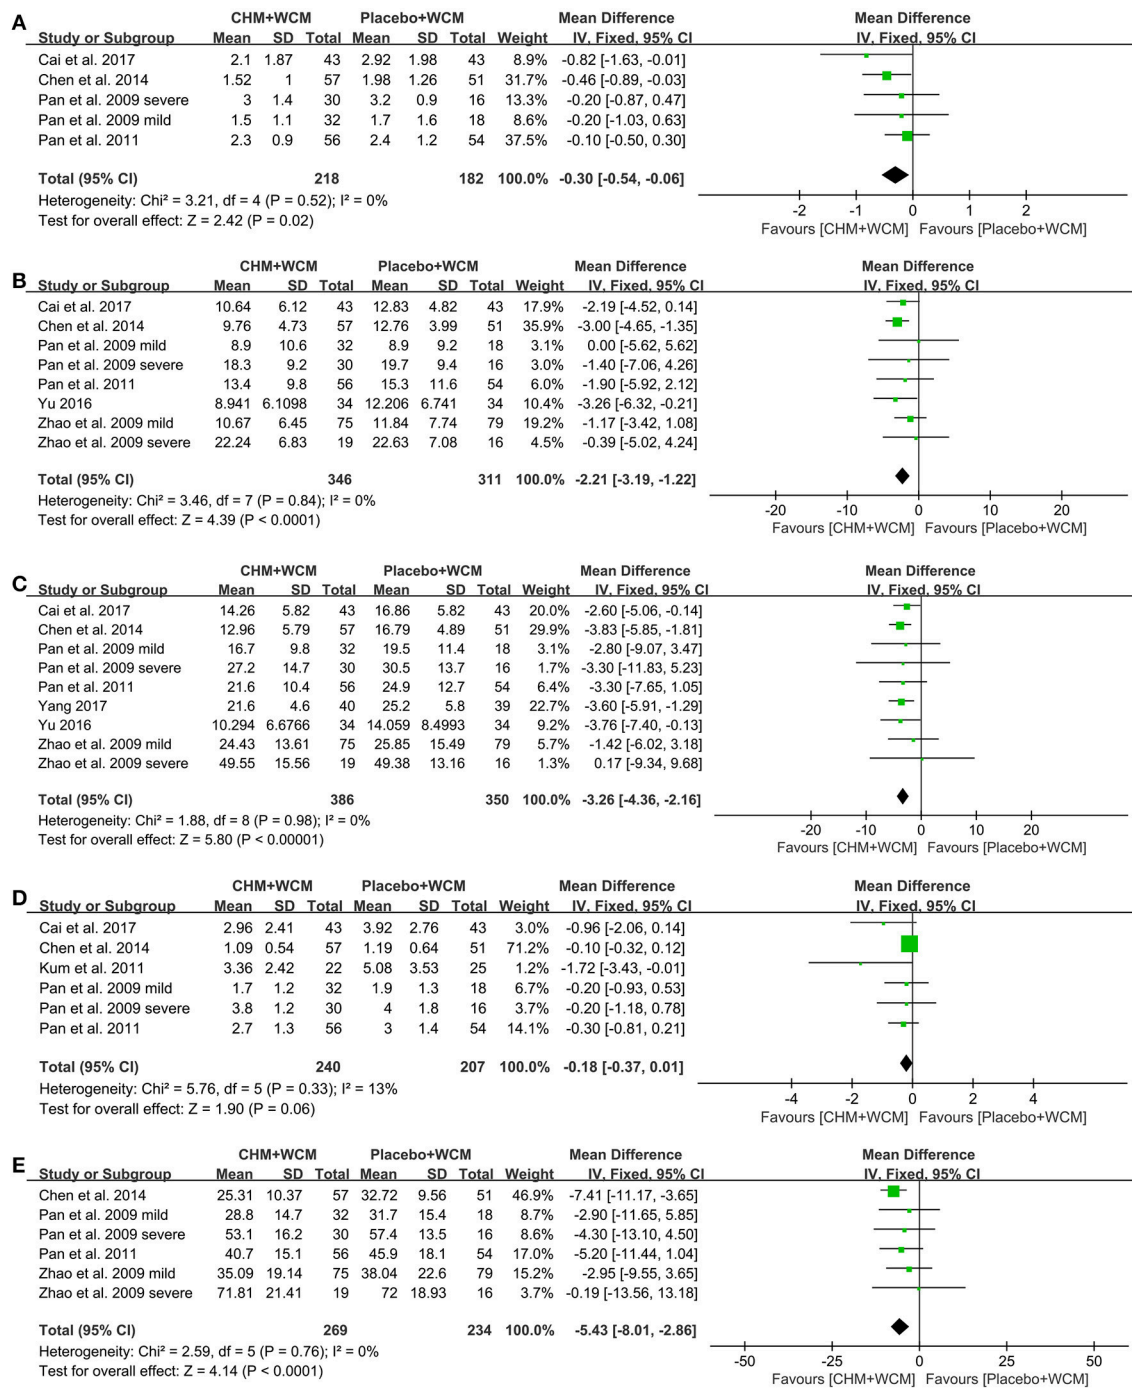 A
CHM+WCM Placebo+WCM Mean Difference Mean Difference
Study or Subgroup Mean SD Total Mean SD Total Weight IV, Fixed, 95% CI IV, Fixed, 95% CI
Cai et al. 2017 2.1 1.87 43 2.92 1.98 43 8.9% -0.82 [-1.63, -0.01]
Chen et al. 2014 1.52 1 57 1.98 1.26 51 31.7% -0.46 [-0.89, -0.03]
Pan et al. 2009 severe 3 1.4 30 3.2 0.9 16 13.3% -0.20 [-0.87, 0.47]
Pan et al. 2009 mild 1.5 1.1 32 1.7 1.6 18 8.6% -0.20 [-1.03, 0.63]
Pan et al. 2011 2.3 0.9 56 2.4 1.2 54 37.5% -0.10 [-0.50, 0.30]
Total (95% CI) 218 182 100.0% -0.30 [-0.54, -0.06]
Heterogeneity: Chi² = 3.21, df = 4 (P = 0.52); I² = 0%
Test for overall effect: Z = 2.42 (P = 0.02)
-2 -1 0 1 2
Favours [CHM+WCM] Favours [Placebo+WCM]
B
CHM+WCM Placebo+WCM Mean Difference Mean Difference
Study or Subgroup Mean SD Total Mean SD Total Weight IV, Fixed, 95% CI IV, Fixed, 95% CI
Cai et al. 2017 10.64 6.12 43 12.83 4.82 43 17.9% -2.19 [-4.52, 0.14]
Chen et al. 2014 9.76 4.73 57 12.76 3.99 51 35.9% -3.00 [-4.65, -1.35]
Pan et al. 2009 mild 8.9 10.6 32 8.9 9.2 18 3.1% 0.00 [-5.62, 5.62]
Pan et al. 2009 severe 18.3 9.2 30 19.7 9.4 16 3.0% -1.40 [-7.06, 4.26]
Pan et al. 2011 13.4 9.8 56 15.3 11.6 54 6.0% -1.90 [-5.92, 2.12]
Yu 2016 8.941 6.1098 34 12.206 6.741 34 10.4% -3.26 [-6.32, -0.21]
Zhao et al. 2009 mild 10.67 6.45 75 11.84 7.74 79 19.2% -1.17 [-3.42, 1.08]
Zhao et al. 2009 severe 22.24 6.83 19 22.63 7.08 16 4.5% -0.39 [-5.02, 4.24]
Total (95% CI) 346 311 100.0% -2.21 [-3.19, -1.22]
Heterogeneity: Chi² = 3.46, df = 7 (P = 0.84); I² = 0%
Test for overall effect: Z = 4.39 (P < 0.0001)
-20 -10 0 10 20
Favours [CHM+WCM] Favours [Placebo+WCM]
C
CHM+WCM Placebo+WCM Mean Difference Mean Difference
Study or Subgroup Mean SD Total Mean SD Total Weight IV, Fixed, 95% CI IV, Fixed, 95% CI
Cai et al. 2017 14.26 5.82 43 16.86 5.82 43 20.0% -2.60 [-5.06, -0.14]
Chen et al. 2014 12.96 5.79 57 16.79 4.89 51 29.9% -3.83 [-5.85, -1.81]
Pan et al. 2009 mild 16.7 9.8 32 19.5 11.4 18 3.1% -2.80 [-9.07, 3.47]
Pan et al. 2009 severe 27.2 14.7 30 30.5 13.7 16 1.7% -3.30 [-11.83, 5.23]
Pan et al. 2011 21.6 10.4 56 24.9 12.7 54 6.4% -3.30 [-7.65, 1.05]
Yang 2017 21.6 4.6 40 25.2 5.8 39 22.7% -3.60 [-5.91, -1.29]
Yu 2016 10.294 6.6766 34 14.059 8.4993 34 9.2% -3.76 [-7.40, -0.13]
Zhao et al. 2009 mild 24.43 13.61 75 25.85 15.49 79 5.7% -1.42 [-6.02, 3.18]
Zhao et al. 2009 severe 49.55 15.56 19 49.38 13.16 16 1.3% 0.17 [-9.34, 9.68]
Total (95% CI) 386 350 100.0% -3.26 [-4.36, -2.16]
Heterogeneity: Chi² = 1.88, df = 8 (P = 0.98); I² = 0%
Test for overall effect: Z = 5.80 (P < 0.00001)
-20 -10 0 10 20
Favours [CHM+WCM] Favours [Placebo+WCM]
D
CHM+WCM Placebo+WCM Mean Difference Mean Difference
Study or Subgroup Mean SD Total Mean SD Total Weight IV, Fixed, 95% CI IV, Fixed, 95% CI
Cai et al. 2017 2.96 2.41 43 3.92 2.76 43 3.0% -0.96 [-2.06, 0.14]
Chen et al. 2014 1.09 0.54 57 1.19 0.64 51 71.2% -0.10 [-0.32, 0.12]
Kum et al. 2011 3.36 2.42 22 5.08 3.53 25 1.2% -1.72 [-3.43, -0.01]
Pan et al. 2009 mild 1.7 1.2 32 1.9 1.3 18 6.7% -0.20 [-0.93, 0.53]
Pan et al. 2009 severe 3.8 1.2 30 4 1.8 16 3.7% -0.20 [-1.18, 0.78]
Pan et al. 2011 2.7 1.3 56 3 1.4 54 14.1% -0.30 [-0.81, 0.21]
Total (95% CI) 240 207 100.0% -0.18 [-0.37, 0.01]
Heterogeneity: Chi² = 5.76, df = 5 (P = 0.33); I² = 13%
Test for overall effect: Z = 1.90 (P = 0.06)
-4 -2 0 2 4
Favours [CHM+WCM] Favours [Placebo+WCM]
E
CHM+WCM Placebo+WCM Mean Difference Mean Difference
Study or Subgroup Mean SD Total Mean SD Total Weight IV, Fixed, 95% CI IV, Fixed, 95% CI
Chen et al. 2014 25.31 10.37 57 32.72 9.56 51 46.9% -7.41 [-11.17, -3.65]
Pan et al. 2009 mild 28.8 14.7 32 31.7 15.4 18 8.7% -2.90 [-11.65, 5.85]
Pan et al. 2009 severe 53.1 16.2 30 57.4 13.5 16 8.6% -4.30 [-13.10, 4.50]
Pan et al. 2011 40.7 15.1 56 45.9 18.1 54 17.0% -5.20 [-11.44, 1.04]
Zhao et al. 2009 mild 35.09 19.14 75 38.04 22.6 79 15.2% -2.95 [-9.55, 3.65]
Zhao et al. 2009 severe 71.81 21.41 19 72 18.93 16 3.7% -0.19 [-13.56, 13.18]
Total (95% CI) 269 234 100.0% -5.43 [-8.01, -2.86]
Heterogeneity: Chi² = 2.59, df = 5 (P = 0.76); I² = 0%
Test for overall effect: Z = 4.14 (P < 0.0001)
-50 -25 0 25 50
Favours [CHM+WCM] Favours [Placebo+WCM]